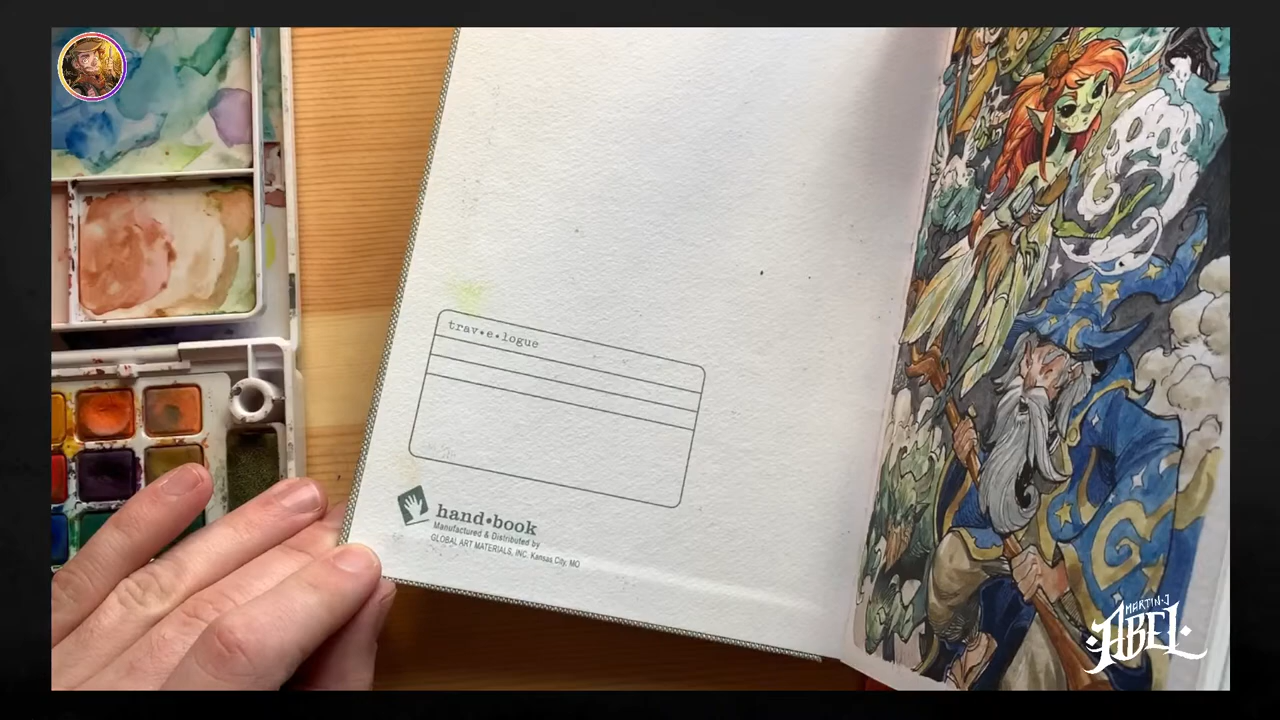 trav•e•logue
hand•book
Manufactured & Distributed by
GLOBAL ART MATERIALS, INC. Kansas City, MO
MARTIN·J
·ABEL·